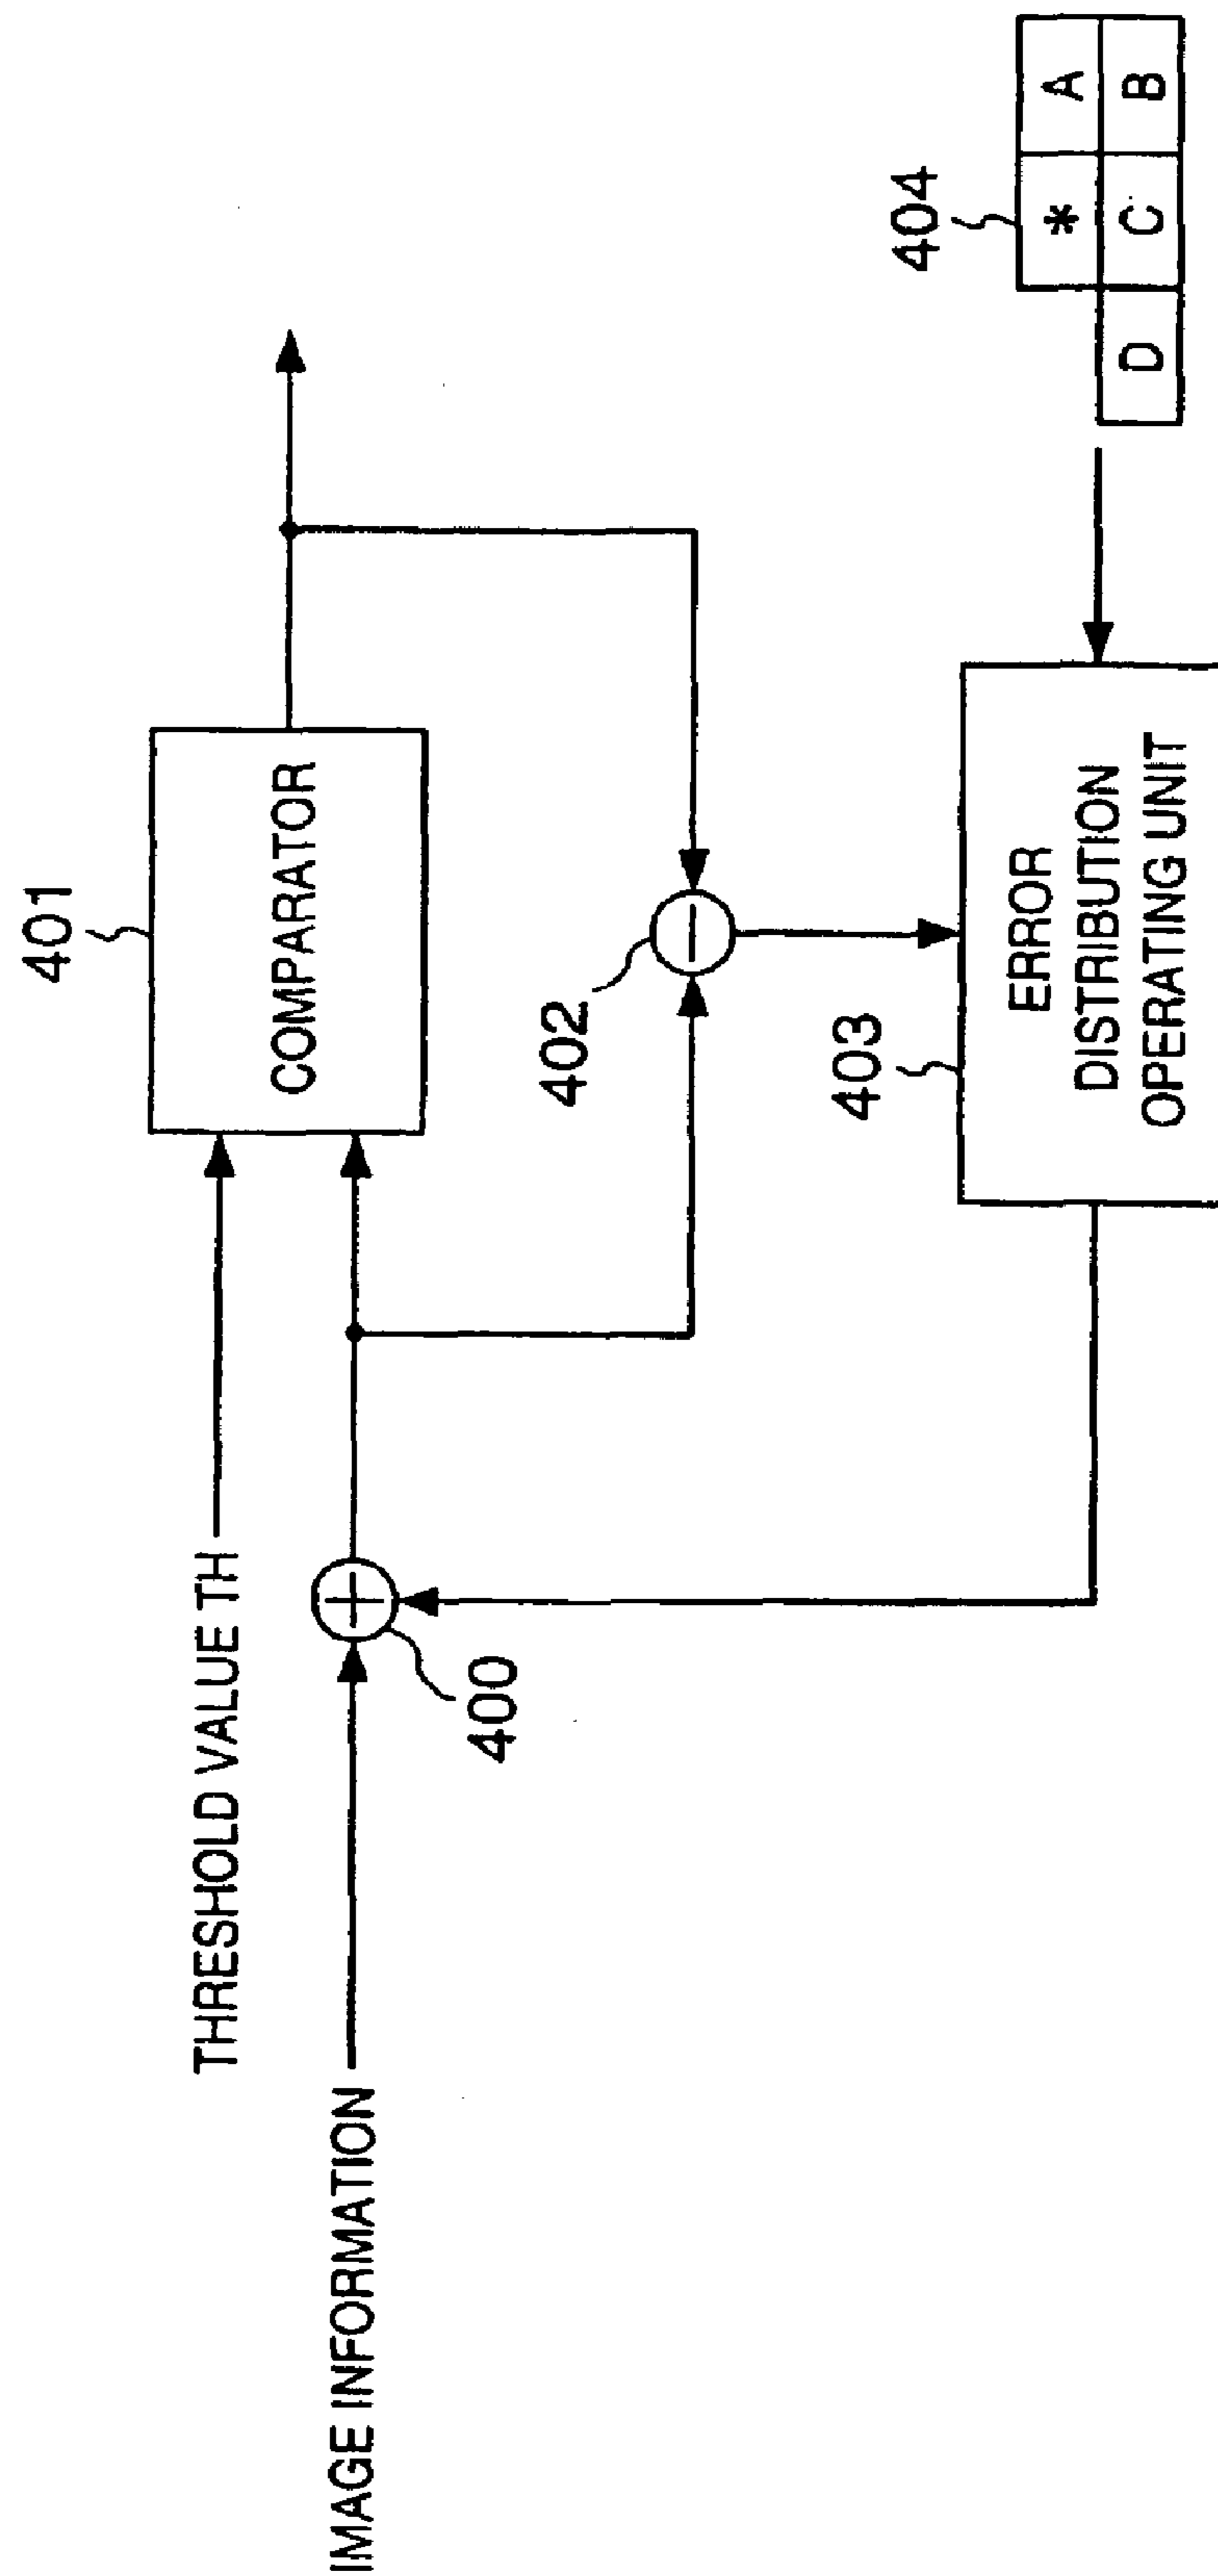 THRESHOLD VALUE TH
401
COMPARATOR
IMAGE INFORMATION
400
402
403
ERROR
DISTRIBUTION
OPERATING UNIT
404
* A
D C B